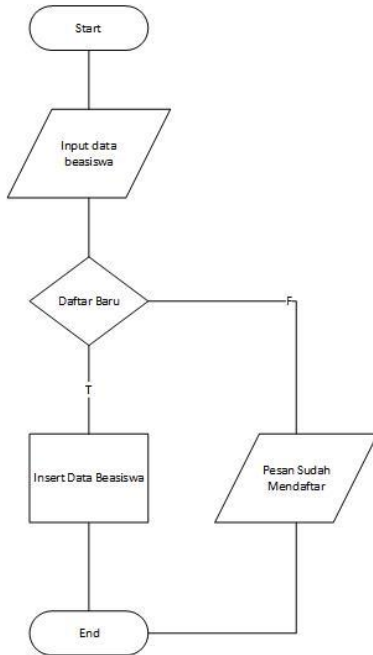 Start
Input data
beasiswa
Daftar Baru
F
T
Insert Data Beasiswa
Pesan Sudah
Mendaftar
End